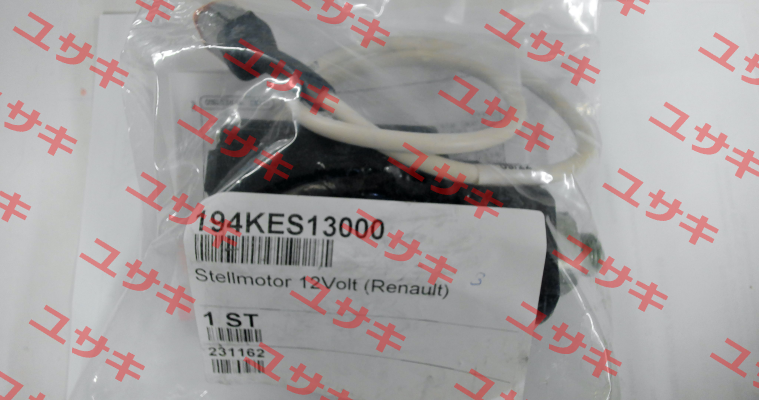 194KES13000
Stellmotor 12Volt (Renault) 3
1 ST
231162
ユサキ